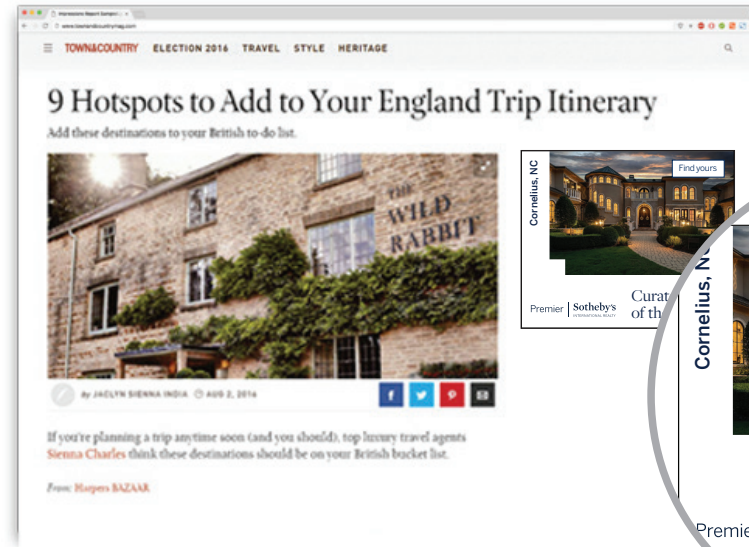 www.townandcountrymag.com
TOWN&COUNTRY ELECTION 2016 TRAVEL STYLE HERITAGE
9 Hotspots to Add to Your England Trip Itinerary
Add these destinations to your British to-do list.
THE
WILD
RABBIT
by JACLYN SIENNA INDIA AUG 2, 2016
If you're planning a trip anytime soon (and you should), top luxury travel agents
Sienna Charles think these destinations should be on your British bucket list.
From: Harpers BAZAAR
Cornelius, NC
Find yours
Premier Sotheby's
INTERNATIONAL REALTY
Curat
of th
Cornelius, N
Premie